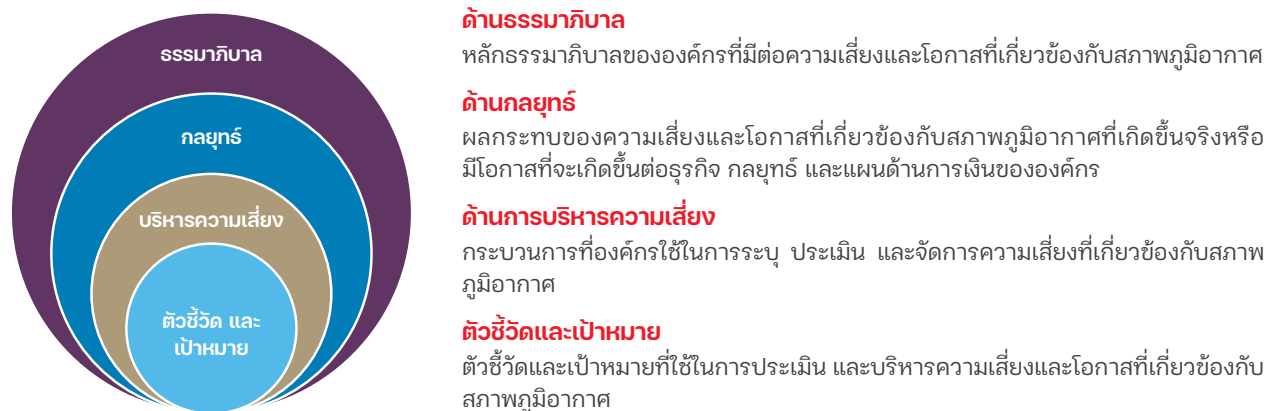 ธรรมาภิบาล
กลยุทธ์
บริหารความเสี่ยง
ตัวชี้วัด และ
เป้าหมาย
ด้านธรรมาภิบาล
หลักธรรมาภิบาลขององค์กรที่มีต่อความเสี่ยงและโอกาสที่เกี่ยวข้องกับสภาพภูมิอากาศ
ด้านกลยุทธ์
ผลกระทบของความเสี่ยงและโอกาสที่เกี่ยวข้องกับสภาพภูมิอากาศที่เกิดขึ้นจริงหรือ
มีโอกาสที่จะเกิดขึ้นต่อธุรกิจ กลยุทธ์ และแผนด้านการเงินขององค์กร
ด้านการบริหารความเสี่ยง
กระบวนการที่องค์กรใช้ในการระบุ ประเมิน และจัดการความเสี่ยงที่เกี่ยวข้องกับสภาพ
ภูมิอากาศ
ตัวชี้วัดและเป้าหมาย
ตัวชี้วัดและเป้าหมายที่ใช้ในการประเมิน และบริหารความเสี่ยงและโอกาสที่เกี่ยวข้องกับ
สภาพภูมิอากาศ